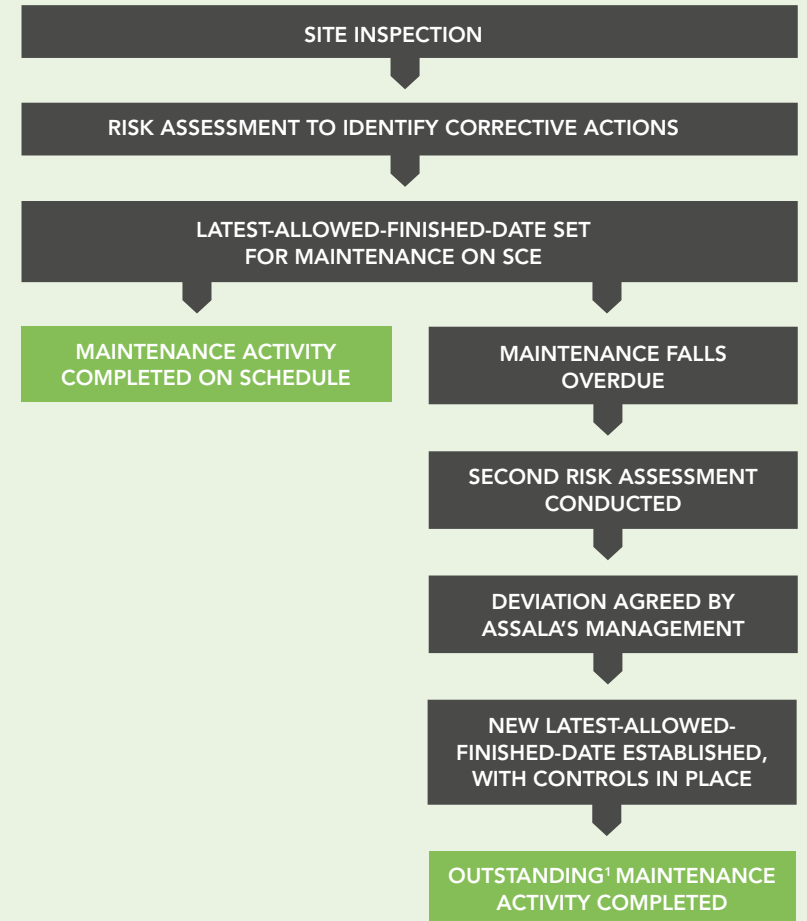 SITE INSPECTION
RISK ASSESSMENT TO IDENTIFY CORRECTIVE ACTIONS
LATEST-ALLOWED-FINISHED-DATE SET
FOR MAINTENANCE ON SCE
MAINTENANCE ACTIVITY
COMPLETED ON SCHEDULE
MAINTENANCE FALLS
OVERDUE
SECOND RISK ASSESSMENT
CONDUCTED
DEVIATION AGREED BY
ASSALA’S MANAGEMENT
NEW LATEST-ALLOWED-
FINISHED-DATE ESTABLISHED,
WITH CONTROLS IN PLACE
OUTSTANDING¹ MAINTENANCE
ACTIVITY COMPLETED